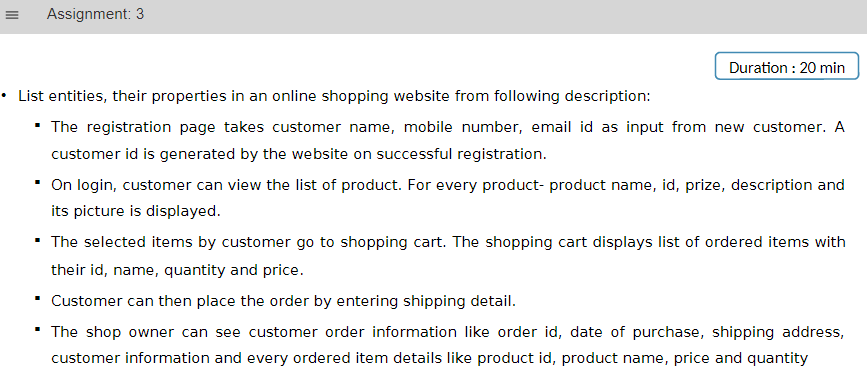 Assignment: 3
Duration : 20 min
• List entities, their properties in an online shopping website from following description:
▪ The registration page takes customer name, mobile number, email id as input from new customer. A
customer id is generated by the website on successful registration.
▪ On login, customer can view the list of product. For every product- product name, id, prize, description and
its picture is displayed.
▪ The selected items by customer go to shopping cart. The shopping cart displays list of ordered items with
their id, name, quantity and price.
▪ Customer can then place the order by entering shipping detail.
▪ The shop owner can see customer order information like order id, date of purchase, shipping address,
customer information and every ordered item details like product id, product name, price and quantity